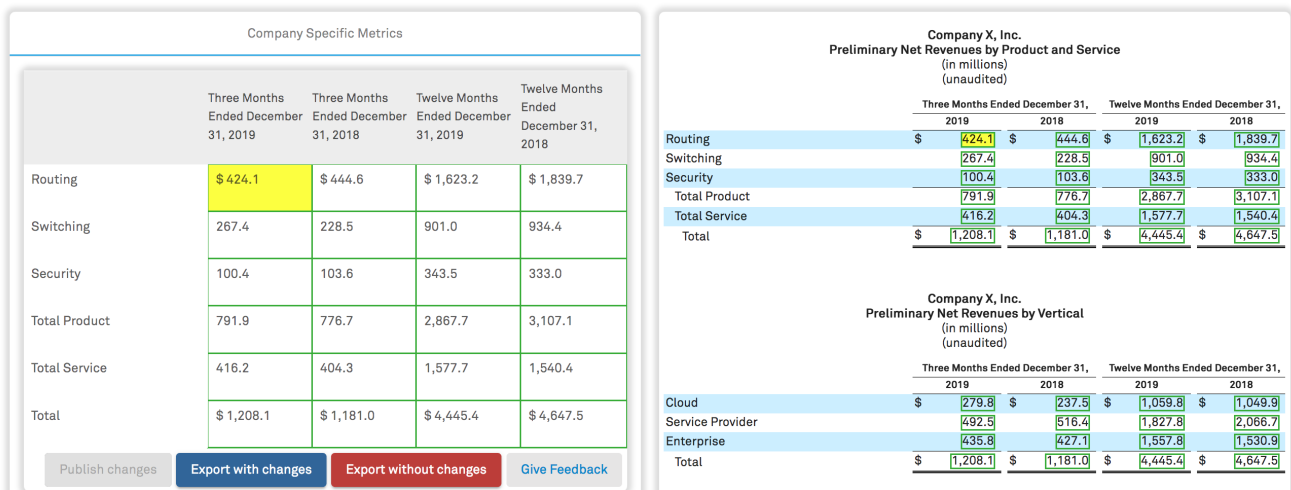 Company Specific Metrics
Three Months Ended December 31, 2019
Three Months Ended December 31, 2018
Twelve Months Ended December 31, 2019
Twelve Months Ended December 31, 2018
Routing $ 424.1 $ 444.6 $ 1,623.2 $ 1,839.7
Switching 267.4 228.5 901.0 934.4
Security 100.4 103.6 343.5 333.0
Total Product 791.9 776.7 2,867.7 3,107.1
Total Service 416.2 404.3 1,577.7 1,540.4
Total $ 1,208.1 $ 1,181.0 $ 4,445.4 $ 4,647.5
Publish changes Export with changes Export without changes Give Feedback
Company X, Inc.
Preliminary Net Revenues by Product and Service
(in millions)
(unaudited)
Three Months Ended December 31, Twelve Months Ended December 31,
2019 2018 2019 2018
Routing $ 424.1 $ 444.6 $ 1,623.2 $ 1,839.7
Switching 267.4 228.5 901.0 934.4
Security 100.4 103.6 343.5 333.0
Total Product 791.9 776.7 2,867.7 3,107.1
Total Service 416.2 404.3 1,577.7 1,540.4
Total $ 1,208.1 $ 1,181.0 $ 4,445.4 $ 4,647.5
Company X, Inc.
Preliminary Net Revenues by Vertical
(in millions)
(unaudited)
Three Months Ended December 31, Twelve Months Ended December 31,
2019 2018 2019 2018
Cloud $ 279.8 $ 237.5 $ 1,059.8 $ 1,049.9
Service Provider 492.5 516.4 1,827.8 2,066.7
Enterprise 435.8 427.1 1,557.8 1,530.9
Total $ 1,208.1 $ 1,181.0 $ 4,445.4 $ 4,647.5